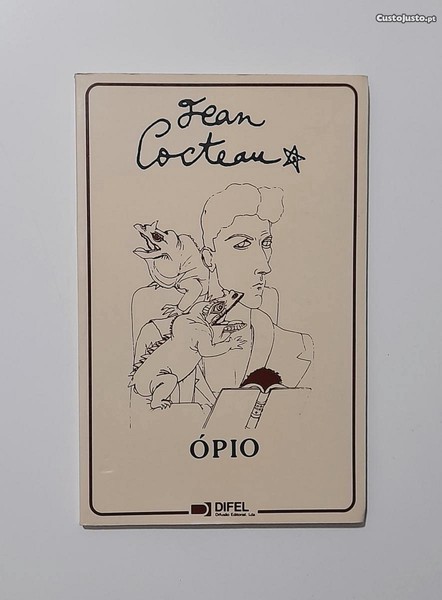 CustoJusto.pt
Jean
Cocteau
ÓPIO
DIFEL
Difusão Editorial, Lda.